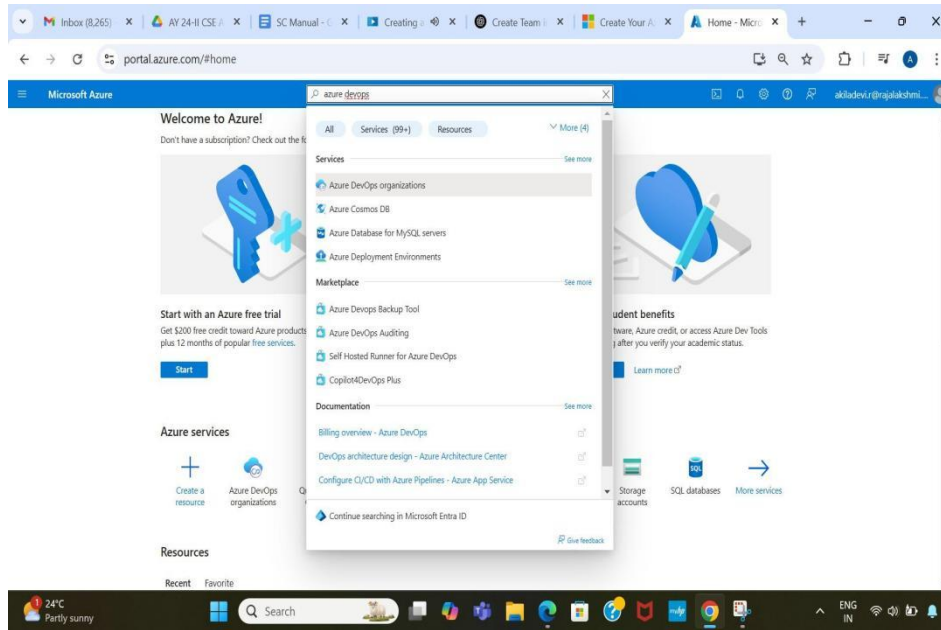 Inbox (8,265)
AY 24-II CSE A
SC Manual - 
Creating a
Create Team
Create Your A
Home - Micro
portal.azure.com/#home
Microsoft Azure
azure devops
akiladevi.r@rajalakshmi....
Welcome to Azure!
Don't have a subscription? Check out the fo
All Services (99+) Resources More (4)
Services See more
Azure DevOps organizations
Azure Cosmos DB
Azure Database for MySQL servers
Azure Deployment Environments
Marketplace See more
Azure Devops Backup Tool
Azure DevOps Auditing
Self Hosted Runner for Azure DevOps
Copilot4DevOps Plus
Documentation See more
Billing overview - Azure DevOps
DevOps architecture design - Azure Architecture Center
Configure CI/CD with Azure Pipelines - Azure App Service
Continue searching in Microsoft Entra ID
Give feedback
Start with an Azure free trial
Get $200 free credit toward Azure products
plus 12 months of popular free services.
Start
udent benefits
tware, Azure credit, or access Azure Dev Tools
g after you verify your academic status.
Learn more
Azure services
Create a resource
Azure DevOps organizations
Storage accounts
SQL databases
More services
Resources
Recent Favorite
24°C
Partly sunny
Search
ENG
IN